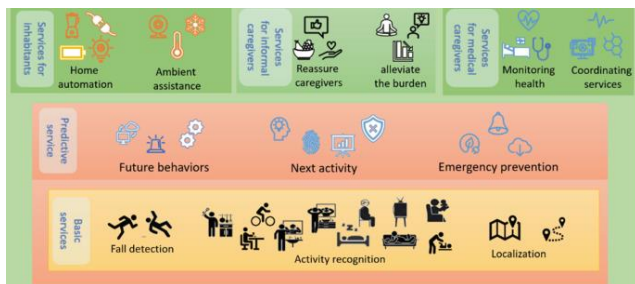 Services for
inhabitants
Home
automation
Ambient
assistance
Services
for informal
caregivers
Reassure
caregivers
alleviate
the burden
Services
for medical
caregivers
Monitoring
health
Coordinating
services
Predictive
service
Future behaviors
Next activity
Emergency prevention
Basic
services
Fall detection
Activity recognition
Localization